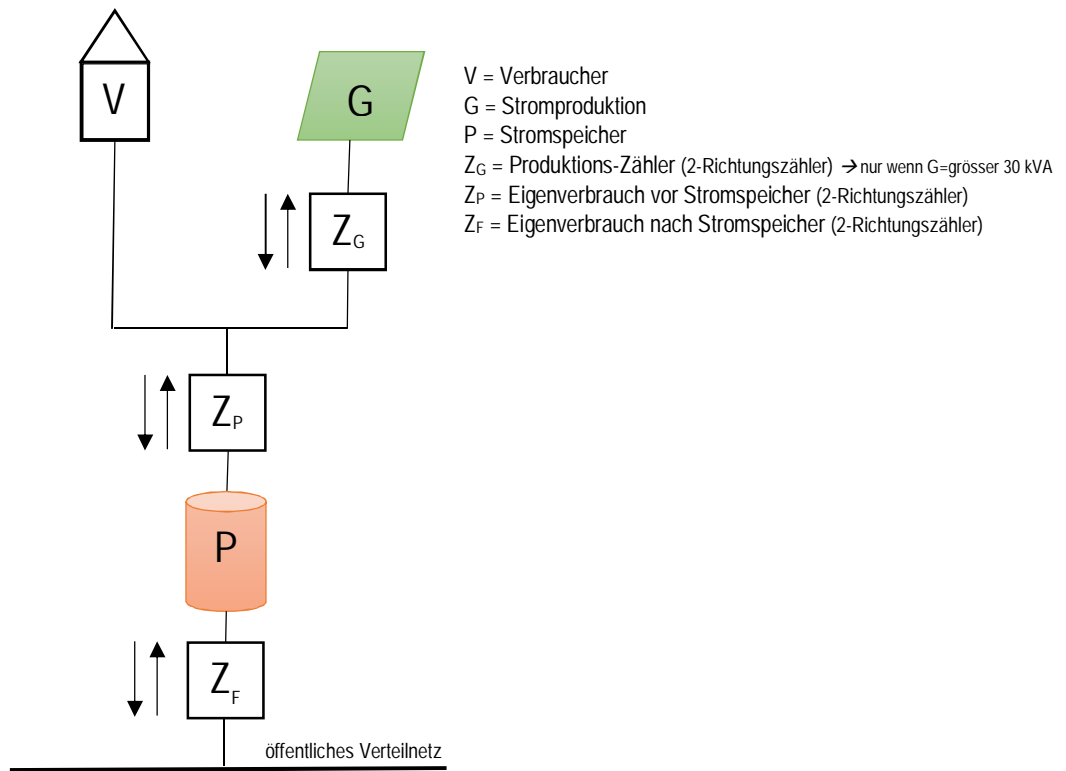 V
G
V = Verbraucher
G = Stromproduktion
P = Stromspeicher
ZG = Produktions-Zähler (2-Richtungszähler) → nur wenn G=grösser 30 kVA
ZP = Eigenverbrauch vor Stromspeicher (2-Richtungszähler)
ZF = Eigenverbrauch nach Stromspeicher (2-Richtungszähler)
ZG
ZP
P
ZF
öffentliches Verteilnetz